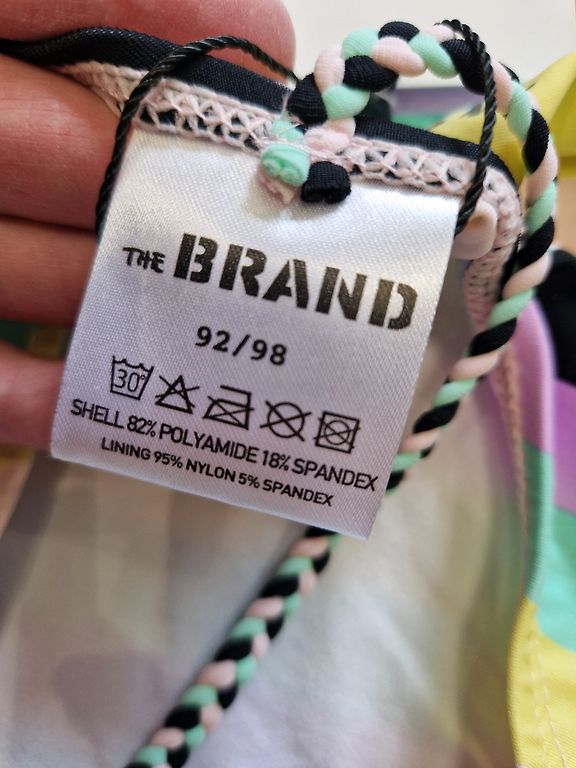 THE BRAND
92/98
30°
SHELL 82% POLYAMIDE 18% SPANDEX
LINING 95% NYLON 5% SPANDEX